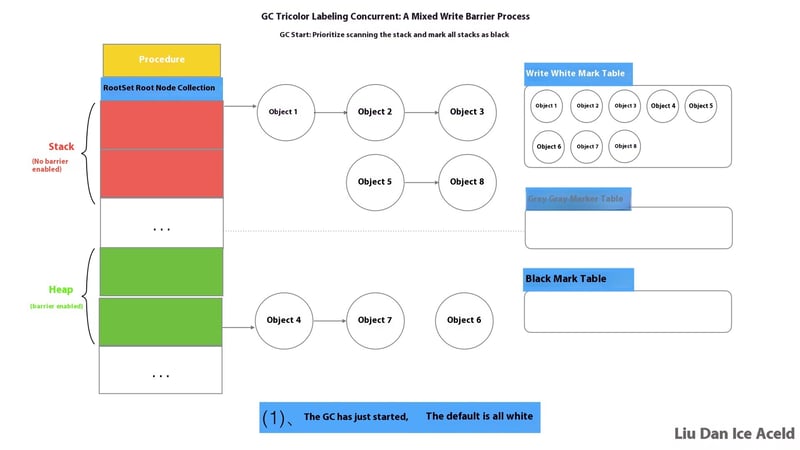 GC Tricolor Labeling Concurrent: A Mixed Write Barrier Process
GC Start: Prioritize scanning the stack and mark all stacks as black
Procedure
RootSet Root Node Collection
Stack
(No barrier
enabled)
...
Heap
(barrier enabled)
...
Object 1
Object 2
Object 3
Object 5
Object 8
Object 4
Object 7
Object 6
Write White Mark Table
Object 1
Object 2
Object 3
Object 4
Object 5
Object 6
Object 7
Object 8
Gray Gray Marker Table
Black Mark Table
(1)、 The GC has just started, The default is all white
Liu Dan Ice Aceld